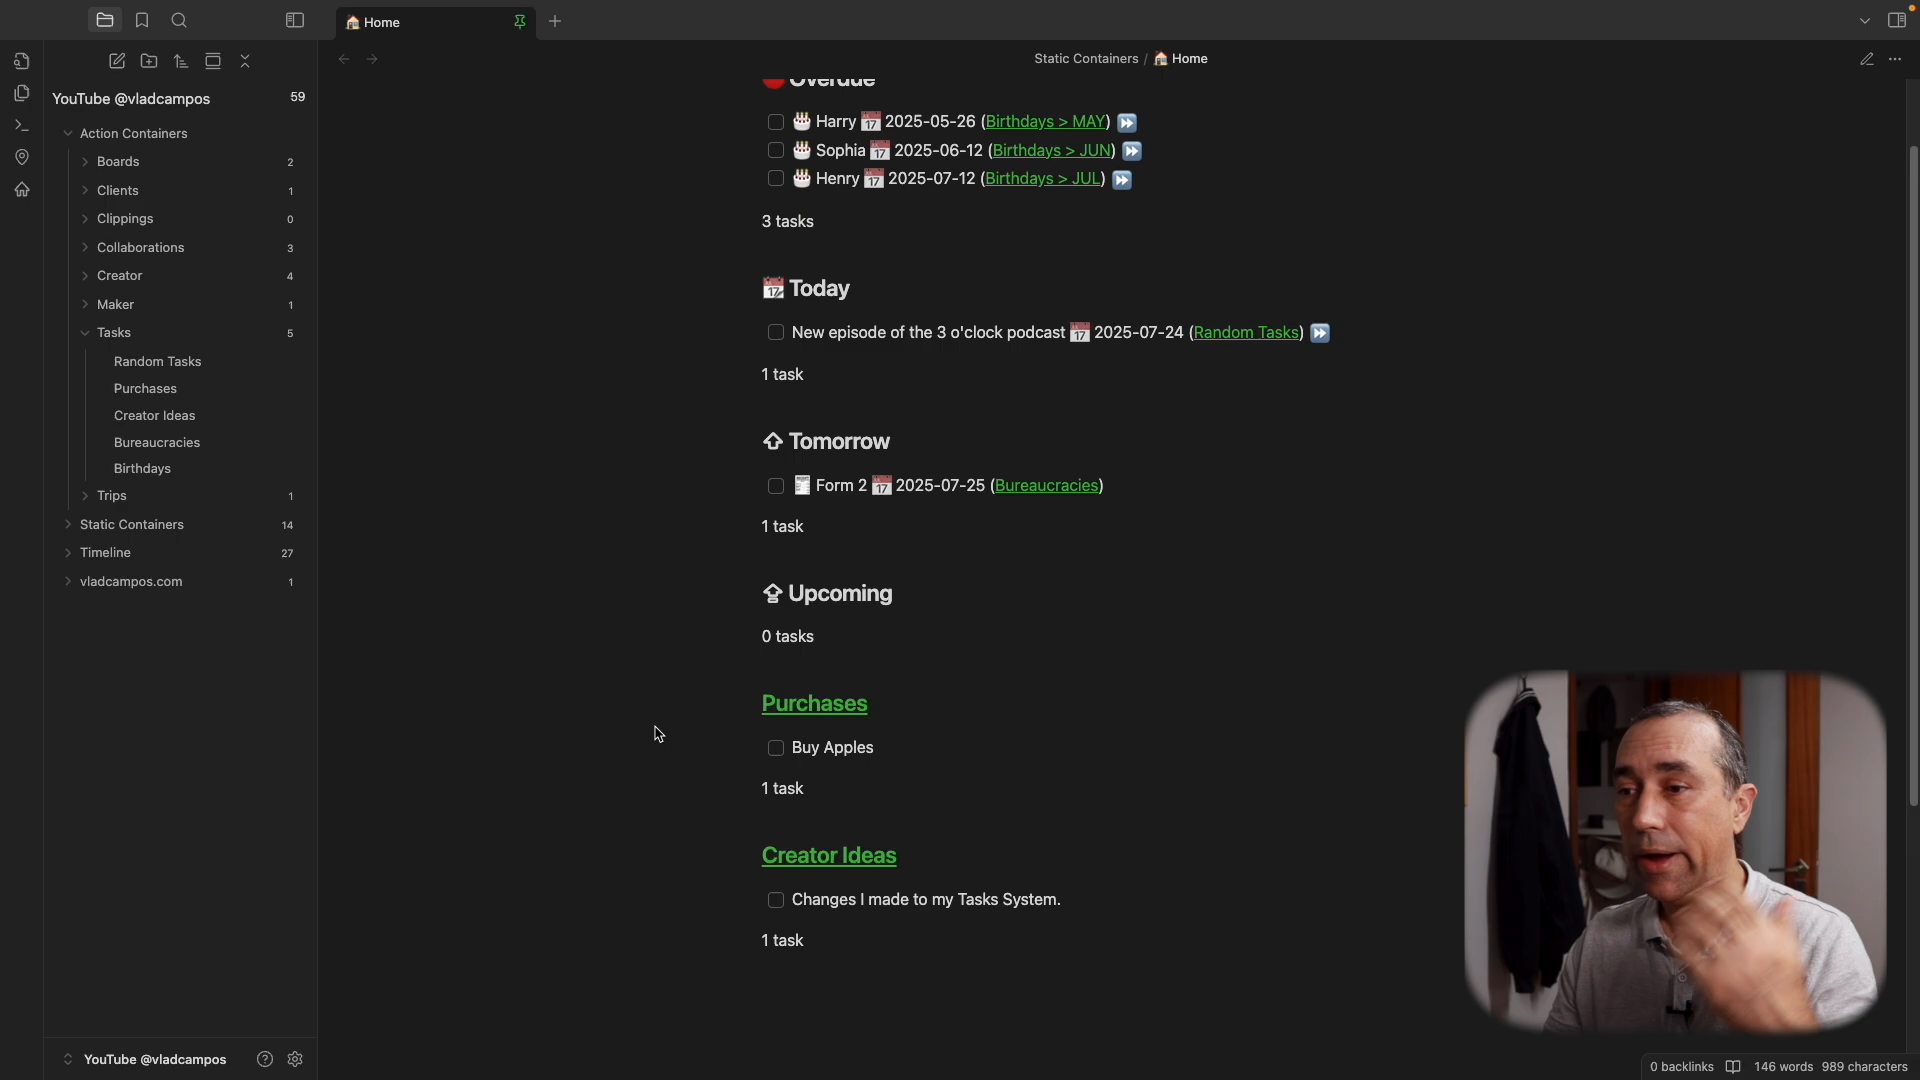 Home
Static Containers / Home
YouTube @vladcampos 59
Action Containers
Boards 2
Clients 1
Clippings 0
Collaborations 3
Creator 4
Maker 1
Tasks 5
Random Tasks
Purchases
Creator Ideas
Bureaucracies
Birthdays
Trips 1
Static Containers 14
Timeline 27
vladcampos.com 1
YouTube @vladcampos
Overdue
Harry 2025-05-26 (Birthdays > MAY)
Sophia 2025-06-12 (Birthdays > JUN)
Henry 2025-07-12 (Birthdays > JUL)
3 tasks
Today
New episode of the 3 o'clock podcast 2025-07-24 (Random Tasks)
1 task
Tomorrow
Form 2 2025-07-25 (Bureaucracies)
1 task
Upcoming
0 tasks
Purchases
Buy Apples
1 task
Creator Ideas
Changes I made to my Tasks System.
1 task
0 backlinks 146 words 989 characters